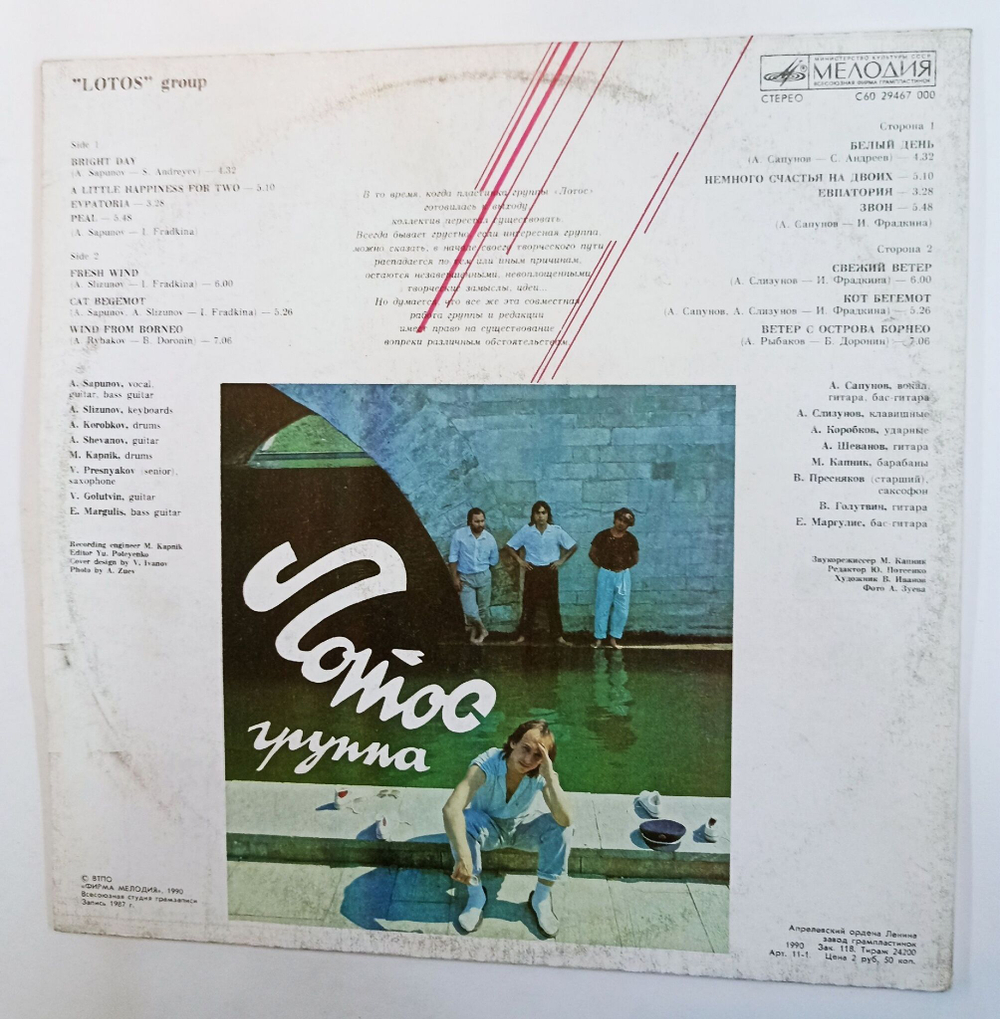 "LOTOS" group
МИНИСТЕРСТВО КУЛЬТУРЫ СССР
МЕЛОДИЯ
ВСЕСОЮЗНАЯ ФИРМА ГРАМПЛАСТИНОК
СТЕРЕО
С60 29467 000
Side 1
BRIGHT DAY
(A. Sapunov — S. Andreyev) — 4.32
A LITTLE HAPPINESS FOR TWO — 5.10
EVPATORIA — 3.28
PEAL — 5.48
(A. Sapunov — I. Fradkina)
Side 2
FRESH WIND
(A. Slizunov — I. Fradkina) — 6.00
CAT BEGEMOT
(A. Sapunov, A. Slizunov — I. Fradkina) — 5.26
WIND FROM BORNEO
(A. Rybakov — B. Doronin) — 7.06
A. Sapunov, vocal,
guitar, bass guitar
A. Slizunov, keyboards
A. Korobkov, drums
A. Shevanov, guitar
M. Kapnik, drums
V. Presnyakov (senior),
saxophone
V. Golutvin, guitar
E. Margulis, bass guitar
Recording engineer M. Kapnik
Editor Yu. Poteyenko
Cover design by V. Ivanov
Photo by A. Zuev
В то время, когда пластинка группы «Лотос»
готовилась к выходу,
коллектив перестал существовать.
Всегда бывает грустно, если интересная группа,
можно сказать, в начале своего творческого пути
распадается по тем или иным причинам,
остаются незавершенными, невоплощенными
творческие замыслы, идеи...
Но думается, что все же эта совместная
работа группы и редакции
имеет право на существование
вопреки различным обстоятельствам.
Сторона 1
БЕЛЫЙ ДЕНЬ
(А. Сапунов — С. Андреев) — 4.32
НЕМНОГО СЧАСТЬЯ НА ДВОИХ — 5.10
ЕВПАТОРИЯ — 3.28
ЗВОН — 5.48
(А. Сапунов — И. Фрадкина)
Сторона 2
СВЕЖИЙ ВЕТЕР
(А. Слизунов — И. Фрадкина) — 6.00
КОТ БЕГЕМОТ
(А. Сапунов, А. Слизунов — И. Фрадкина) — 5.26
ВЕТЕР С ОСТРОВА БОРНЕО
(А. Рыбаков — Б. Доронин) — 7.06
А. Сапунов, вокал,
гитара, бас-гитара
А. Слизунов, клавишные
А. Коробков, ударные
А. Шеванов, гитара
М. Капник, барабаны
В. Пресняков (старший),
саксофон
В. Голутвин, гитара
Е. Маргулис, бас-гитара
Звукорежиссер М. Капник
Редактор Ю. Потеенко
Художник В. Иванов
Фото А. Зуева
Лотос
группа
© ВТПО
«ФИРМА МЕЛОДИЯ», 1990
Всесоюзная студия грамзаписи
Запись 1987 г.
Апрелевский ордена Ленина
завод грампластинок
1990 Зак. 118. Тираж 24200
Арт. 11-1. Цена 2 руб. 50 коп.